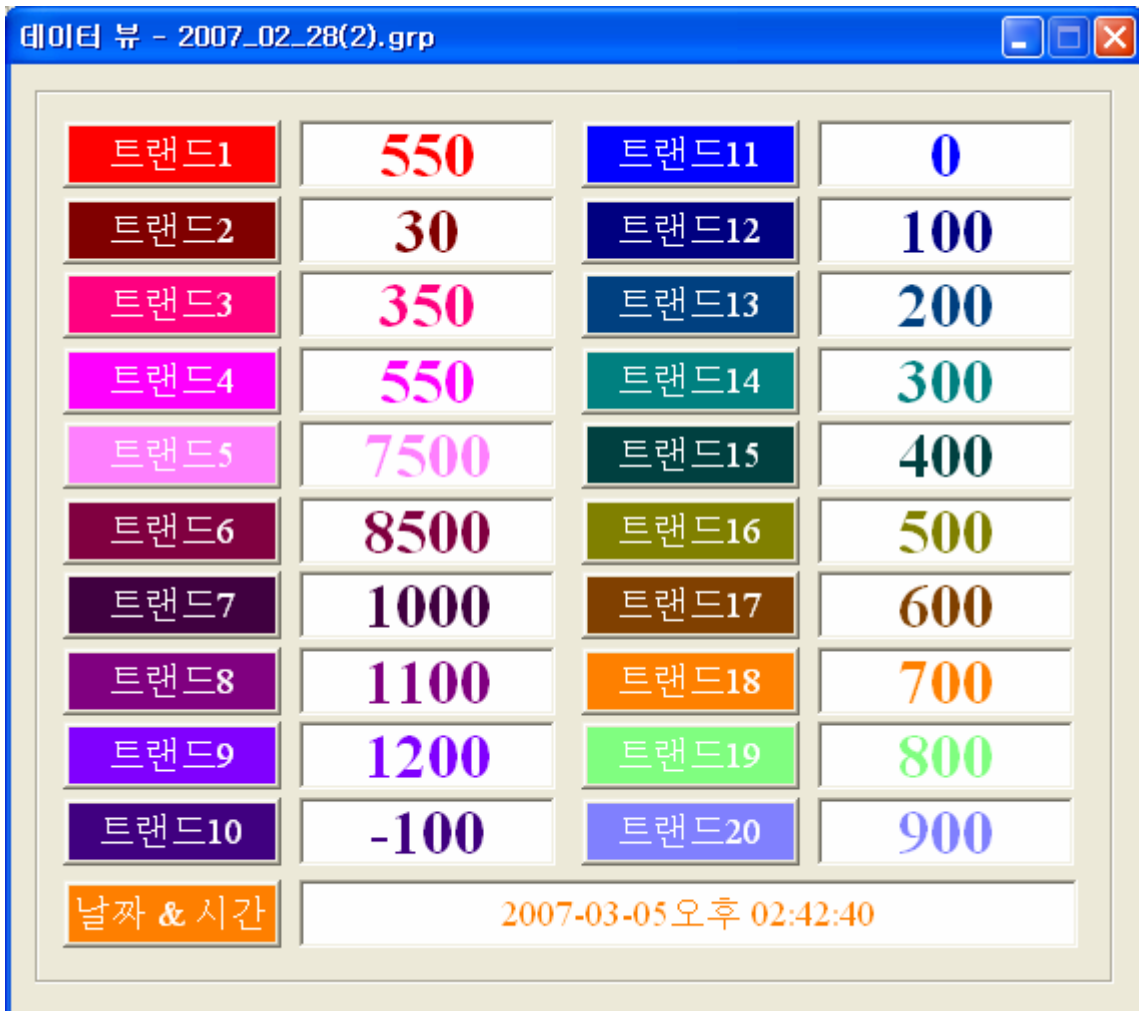 데이터 뷰 - 2007_02_28(2).grp
트랜드1 550 트랜드11 0
트랜드2 30 트랜드12 100
트랜드3 350 트랜드13 200
트랜드4 550 트랜드14 300
트랜드5 7500 트랜드15 400
트랜드6 8500 트랜드16 500
트랜드7 1000 트랜드17 600
트랜드8 1100 트랜드18 700
트랜드9 1200 트랜드19 800
트랜드10 -100 트랜드20 900
날짜 & 시간 2007-03-05오후 02:42:40